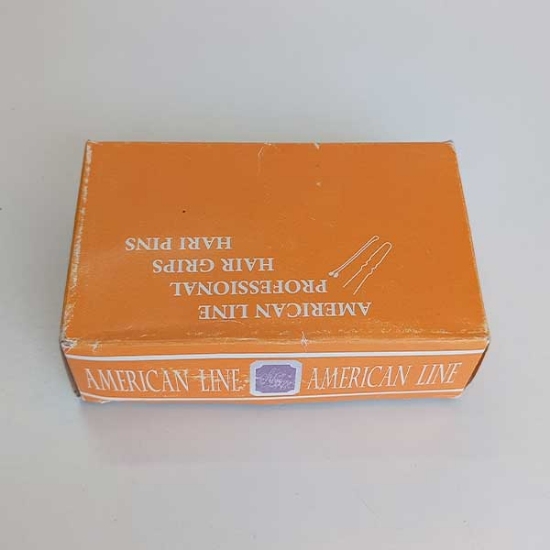 AMERICAN LINE
PROFESSIONAL
HAIR GRIPS
HARI PINS
AMERICAN LINE AMERICAN LINE